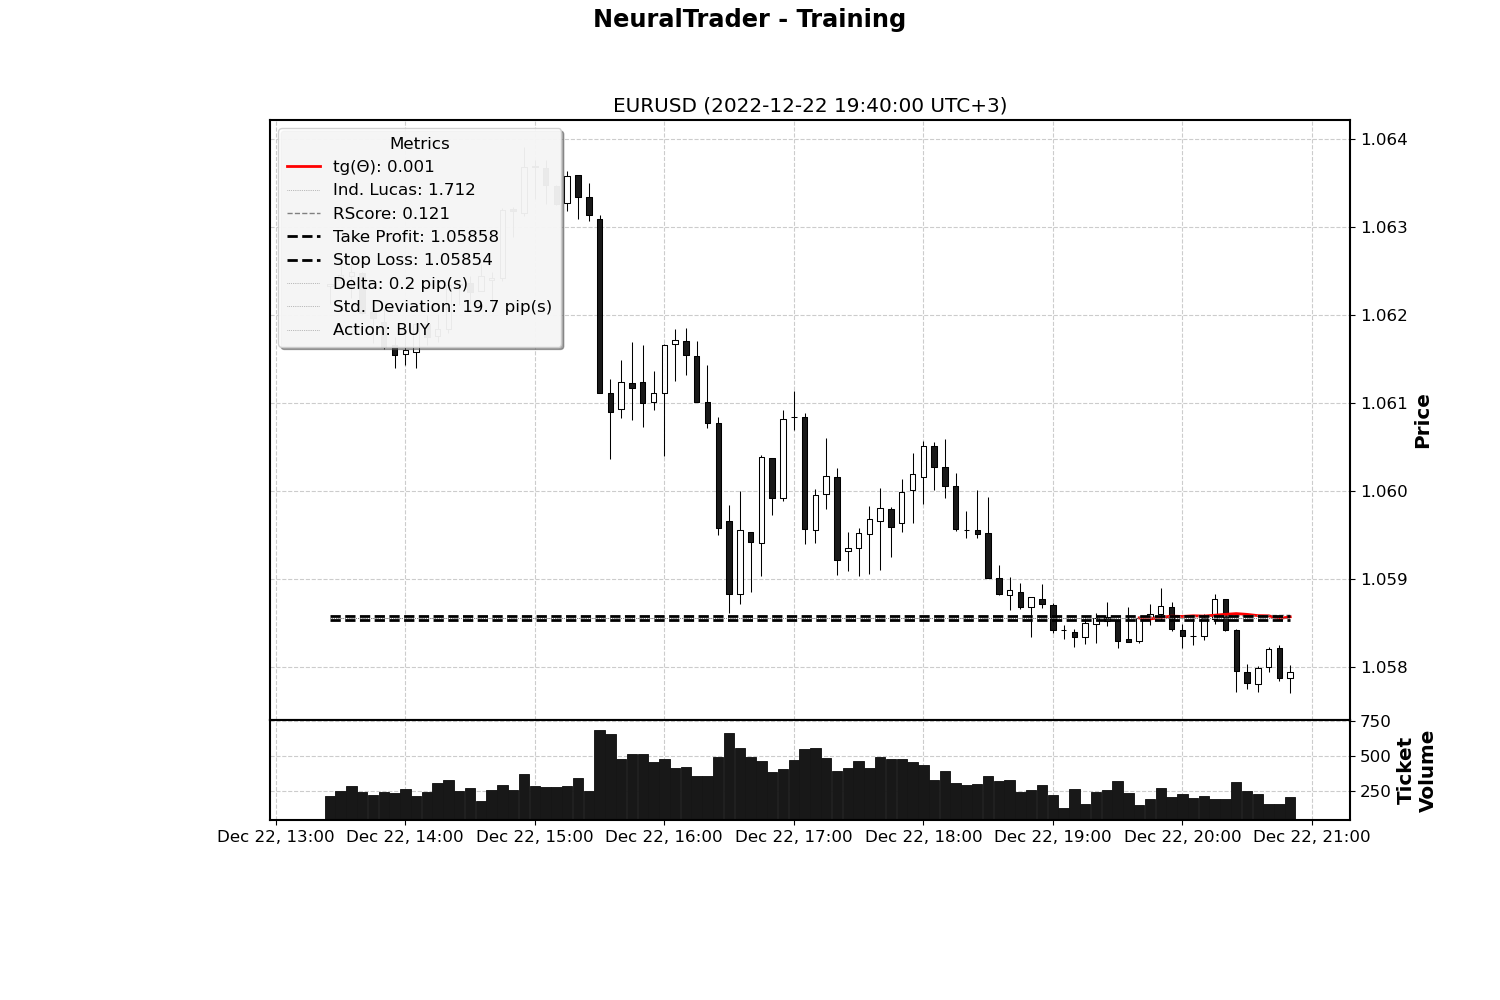 NeuralTrader - Training
EURUSD (2022-12-22 19:40:00 UTC+3)
Metrics
tg(Θ): 0.001
Ind. Lucas: 1.712
RScore: 0.121
Take Profit: 1.05858
Stop Loss: 1.05854
Delta: 0.2 pip(s)
Std. Deviation: 19.7 pip(s)
Action: BUY
1.064
1.063
1.062
1.061
1.060
1.059
1.058
Price
750
500
250
Ticket
Volume
Dec 22, 13:00 Dec 22, 14:00 Dec 22, 15:00 Dec 22, 16:00 Dec 22, 17:00 Dec 22, 18:00 Dec 22, 19:00 Dec 22, 20:00 Dec 22, 21:00